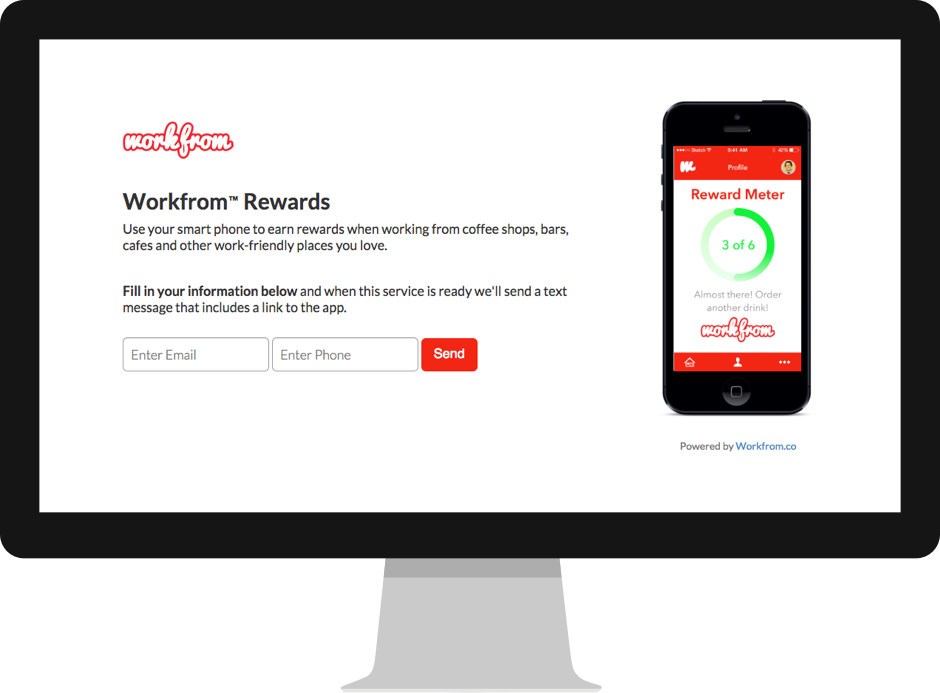 workfrom
Workfrom™ Rewards
Use your smart phone to earn rewards when working from coffee shops, bars,
cafes and other work-friendly places you love.
Fill in your information below and when this service is ready we'll send a text
message that includes a link to the app.
Enter Email
Enter Phone
Send
Sketch 9:41 AM 42%
Profile
Reward Meter
3 of 6
Almost there! Order
another drink!
workfrom
Powered by Workfrom.co